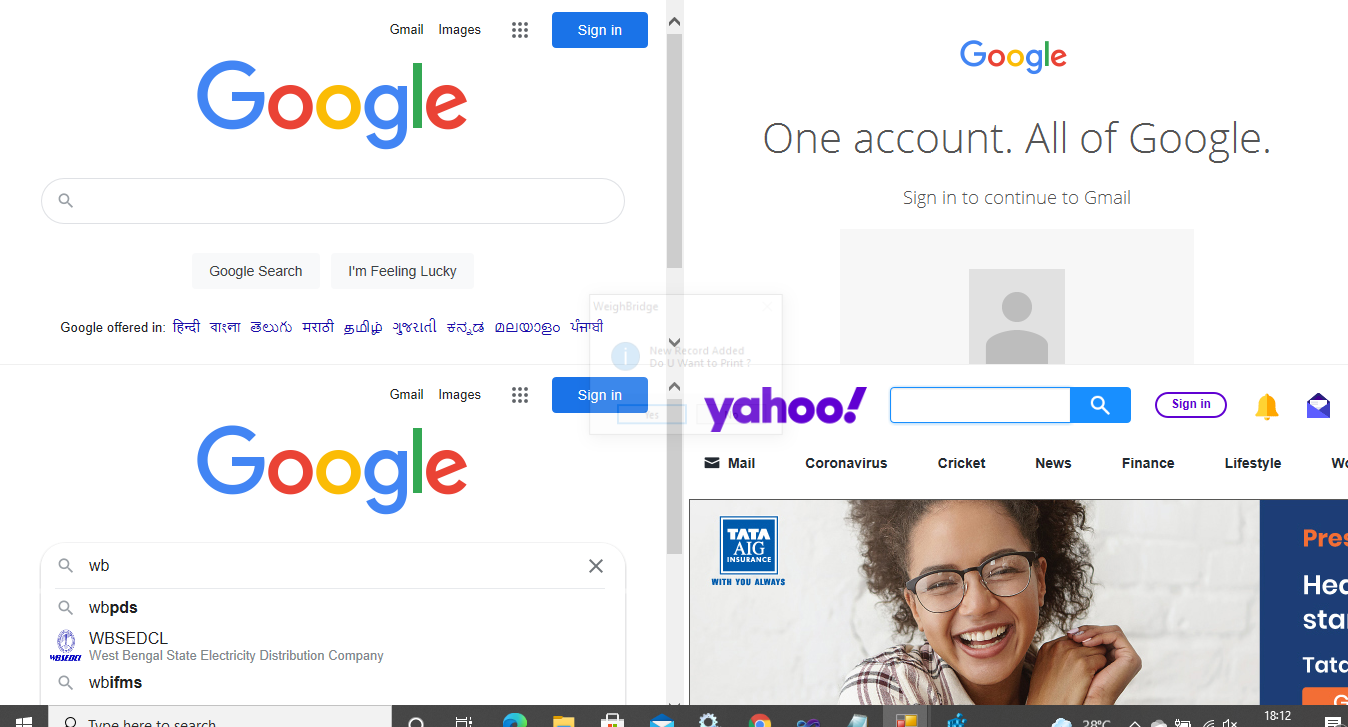 Gmail Images Sign in
Google
Google Search I'm Feeling Lucky
Google offered in: हिन्दी বাংলা తెలుగు मराठी தமிழ் ગુજરાતી ಕನ್ನಡ മലയാളം ਪੰਜਾਬੀ
Google
One account. All of Google.
Sign in to continue to Gmail
WeighBridge
New Record Added
Do U Want to Print ?
Yes
Gmail Images Sign in
Google
wb
wbpds
WBSEDCL
West Bengal State Electricity Distribution Company
WBSEDCL
wbifms
yahoo!
Sign in
Mail Coronavirus Cricket News Finance Lifestyle
TATA
AIG
INSURANCE
WITH YOU ALWAYS
Pres
Hea
star
Tata
G
Type here to search
28°C
18:12